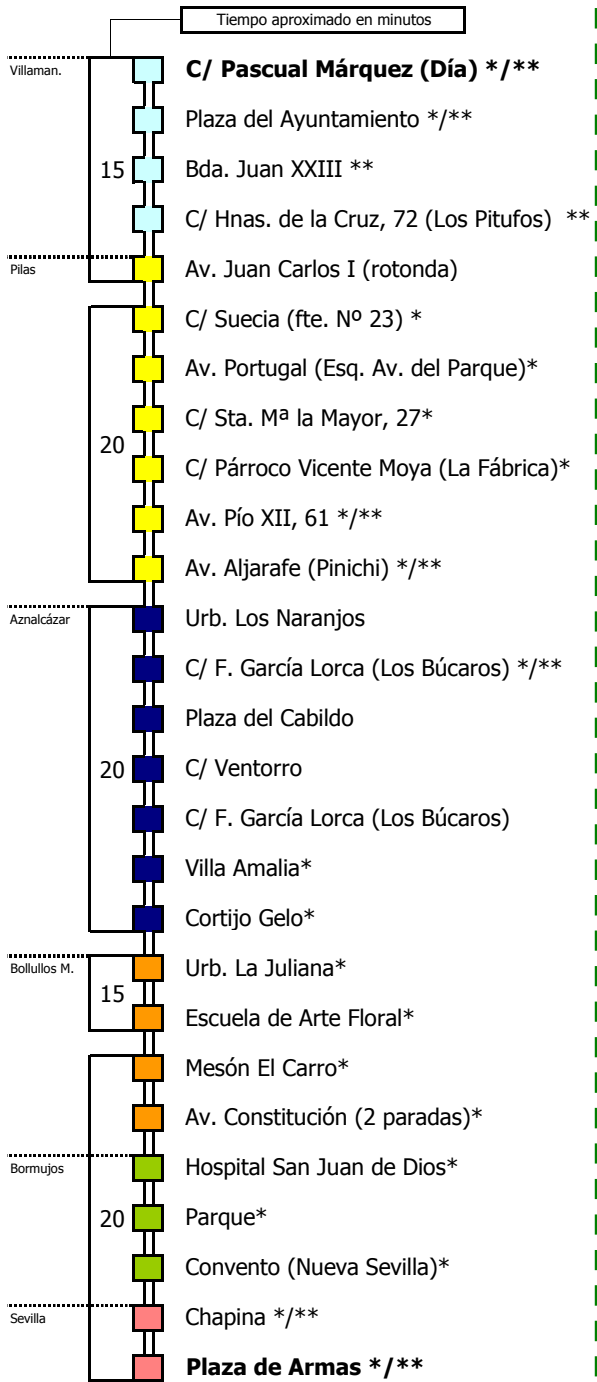 Tiempo aproximado en minutos
Villaman.
C/ Pascual Márquez (Día) */**
Plaza del Ayuntamiento */**
15
Bda. Juan XXIII **
C/ Hnas. de la Cruz, 72 (Los Pitufos) **
Pilas
Av. Juan Carlos I (rotonda)
C/ Suecia (fte. Nº 23) *
Av. Portugal (Esq. Av. del Parque)*
C/ Sta. Mª la Mayor, 27*
20
C/ Párroco Vicente Moya (La Fábrica)*
Av. Pío XII, 61 */**
Av. Aljarafe (Pinichi) */**
Aznalcázar
Urb. Los Naranjos
C/ F. García Lorca (Los Búcaros) */**
Plaza del Cabildo
20
C/ Ventorro
C/ F. García Lorca (Los Búcaros)
Villa Amalia*
Cortijo Gelo*
Bollullos M.
Urb. La Juliana*
15
Escuela de Arte Floral*
Mesón El Carro*
Av. Constitución (2 paradas)*
Bormujos
Hospital San Juan de Dios*
20
Parque*
Convento (Nueva Sevilla)*
Sevilla
Chapina */**
Plaza de Armas */**